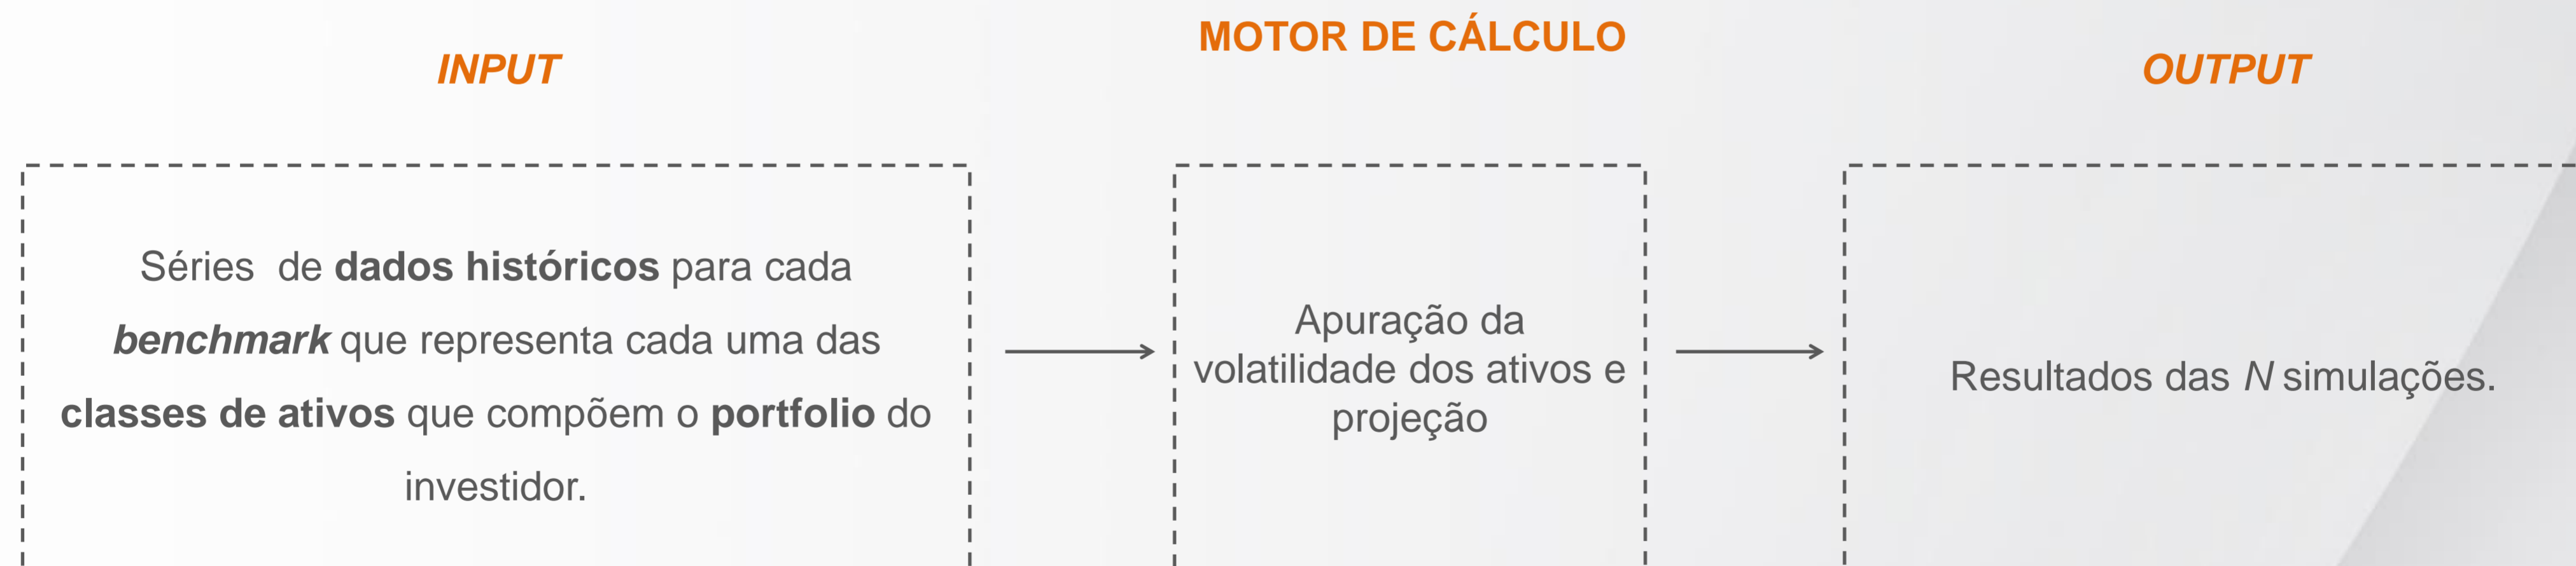 INPUT
Séries de dados históricos para cada
benchmark que representa cada uma das
classes de ativos que compõem o portfolio do
investidor.
MOTOR DE CÁLCULO
Apuração da
volatilidade dos ativos e
projeção
OUTPUT
Resultados das N simulações.